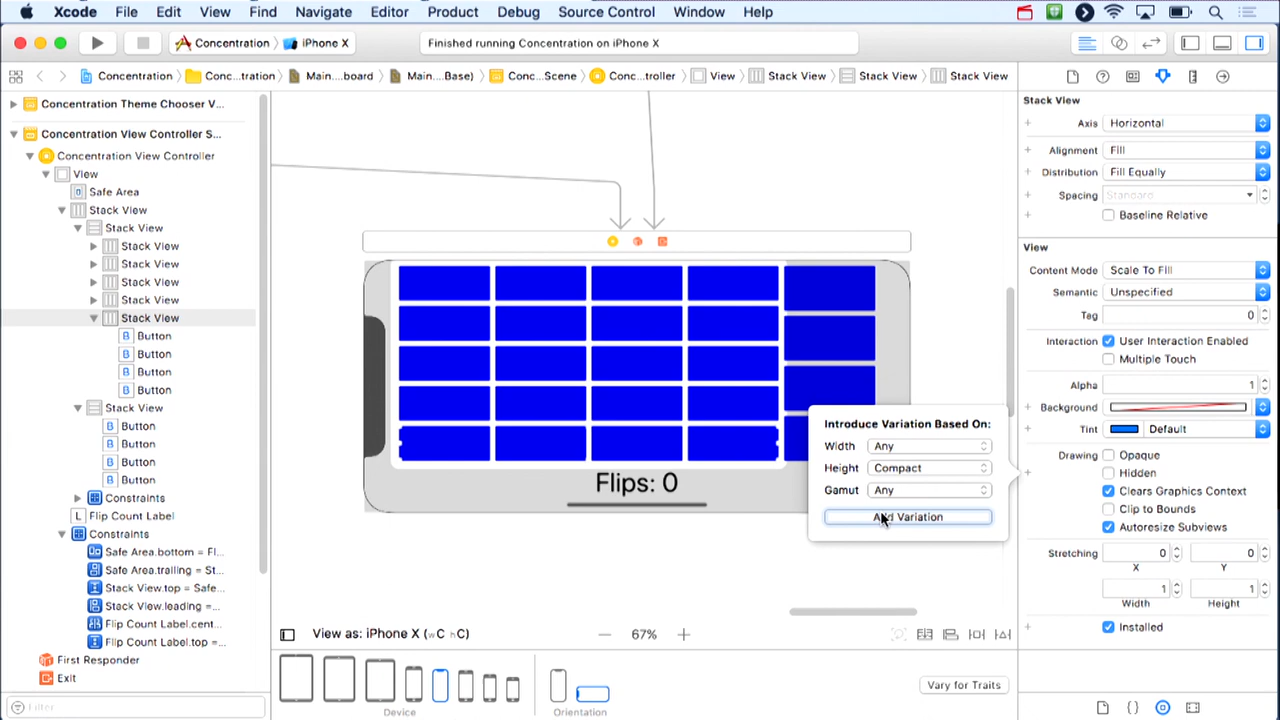 Xcode File Edit View Find Navigate Editor Product Debug Source Control Window Help
Concentration iPhone X Finished running Concentration on iPhone X
Concentration Conc...tration Main....board Main....Base) Conc...Scene Conc...troller View Stack View Stack View Stack View
Concentration Theme Chooser V...
Concentration View Controller S...
Concentration View Controller
View
Safe Area
Stack View
Stack View
Stack View
Stack View
Stack View
Stack View
Stack View
Button
Button
Button
Button
Stack View
Button
Button
Button
Button
Constraints
Flip Count Label
Constraints
Safe Area.bottom = Fl...
Safe Area.trailing = St...
Stack View.top = Safe...
Stack View.leading =...
Flip Count Label.cent...
Flip Count Label.top =...
First Responder
Exit
Filter
Flips: 0
Introduce Variation Based On:
Width Any
Height Compact
Gamut Any
Add Variation
View as: iPhone X (wC hC)
67%
Device
Orientation
Vary for Traits
Stack View
Axis Horizontal
Alignment Fill
Distribution Fill Equally
Spacing Standard
Baseline Relative
View
Content Mode Scale To Fill
Semantic Unspecified
Tag 0
Interaction User Interaction Enabled
Multiple Touch
Alpha 1
Background
Tint Default
Drawing Opaque
Hidden
Clears Graphics Context
Clip to Bounds
Autoresize Subviews
Stretching 0 0
X Y
1 1
Width Height
Installed